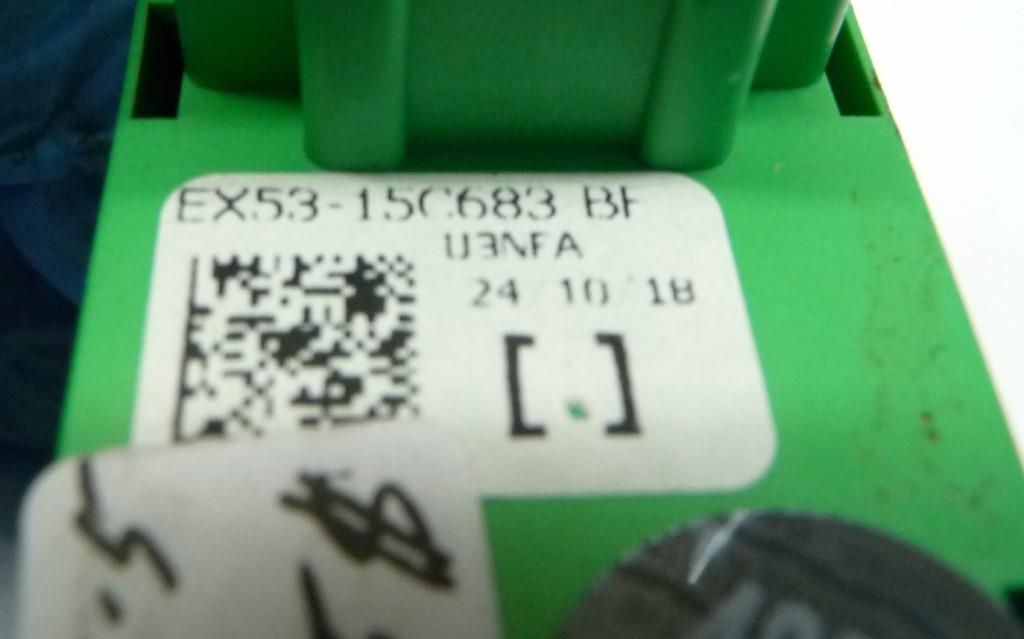 EX53-15C683 BF
U3NFA
24 10 18
[ ]